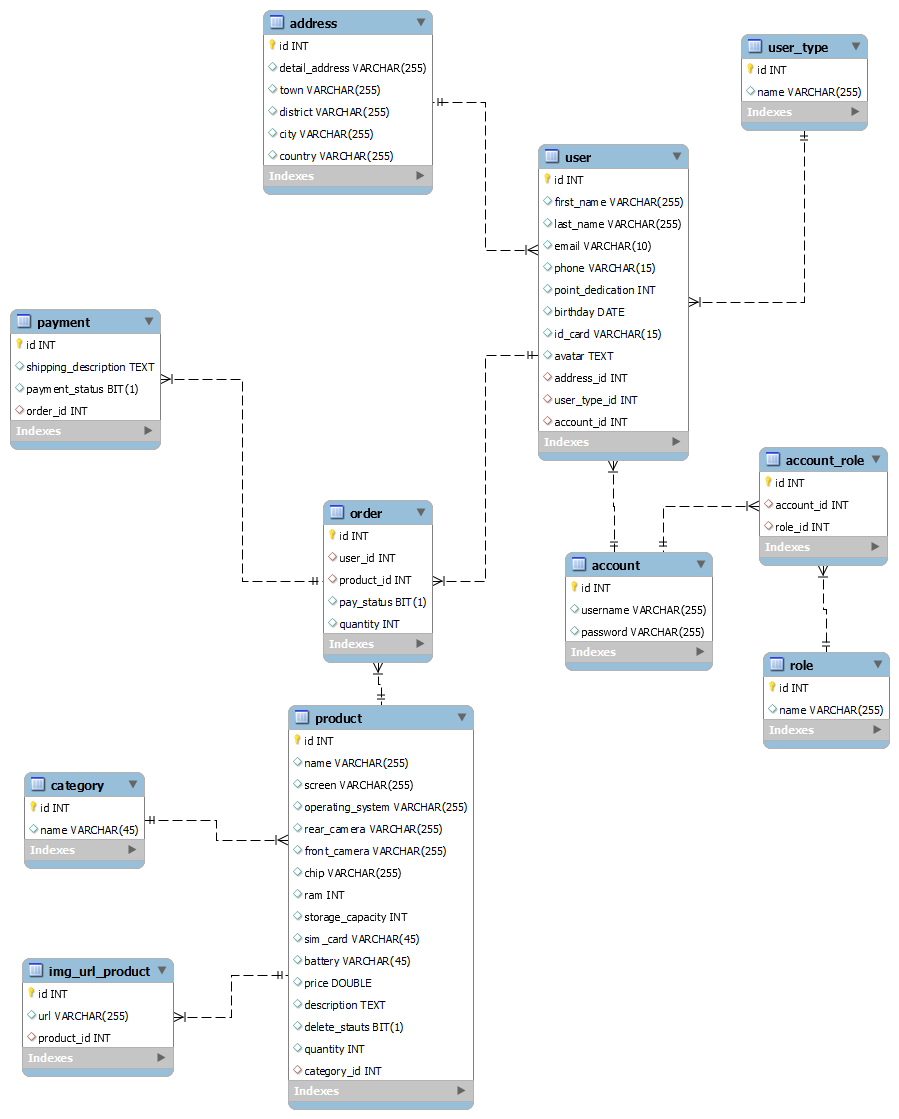 address
id INT
detail_address VARCHAR(255)
town VARCHAR(255)
district VARCHAR(255)
city VARCHAR(255)
country VARCHAR(255)
Indexes
user_type
id INT
name VARCHAR(255)
Indexes
user
id INT
first_name VARCHAR(255)
last_name VARCHAR(255)
email VARCHAR(10)
phone VARCHAR(15)
point_dedication INT
birthday DATE
id_card VARCHAR(15)
avatar TEXT
address_id INT
user_type_id INT
account_id INT
Indexes
payment
id INT
shipping_description TEXT
payment_status BIT(1)
order_id INT
Indexes
order
id INT
user_id INT
product_id INT
pay_status BIT(1)
quantity INT
Indexes
account_role
id INT
account_id INT
role_id INT
Indexes
account
id INT
username VARCHAR(255)
password VARCHAR(255)
Indexes
role
id INT
name VARCHAR(255)
Indexes
product
id INT
name VARCHAR(255)
screen VARCHAR(255)
operating_system VARCHAR(255)
rear_camera VARCHAR(255)
front_camera VARCHAR(255)
chip VARCHAR(255)
ram INT
storage_capacity INT
sim_card VARCHAR(45)
battery VARCHAR(45)
price DOUBLE
description TEXT
delete_stauts BIT(1)
quantity INT
category_id INT
Indexes
category
id INT
name VARCHAR(45)
Indexes
img_url_product
id INT
url VARCHAR(255)
product_id INT
Indexes